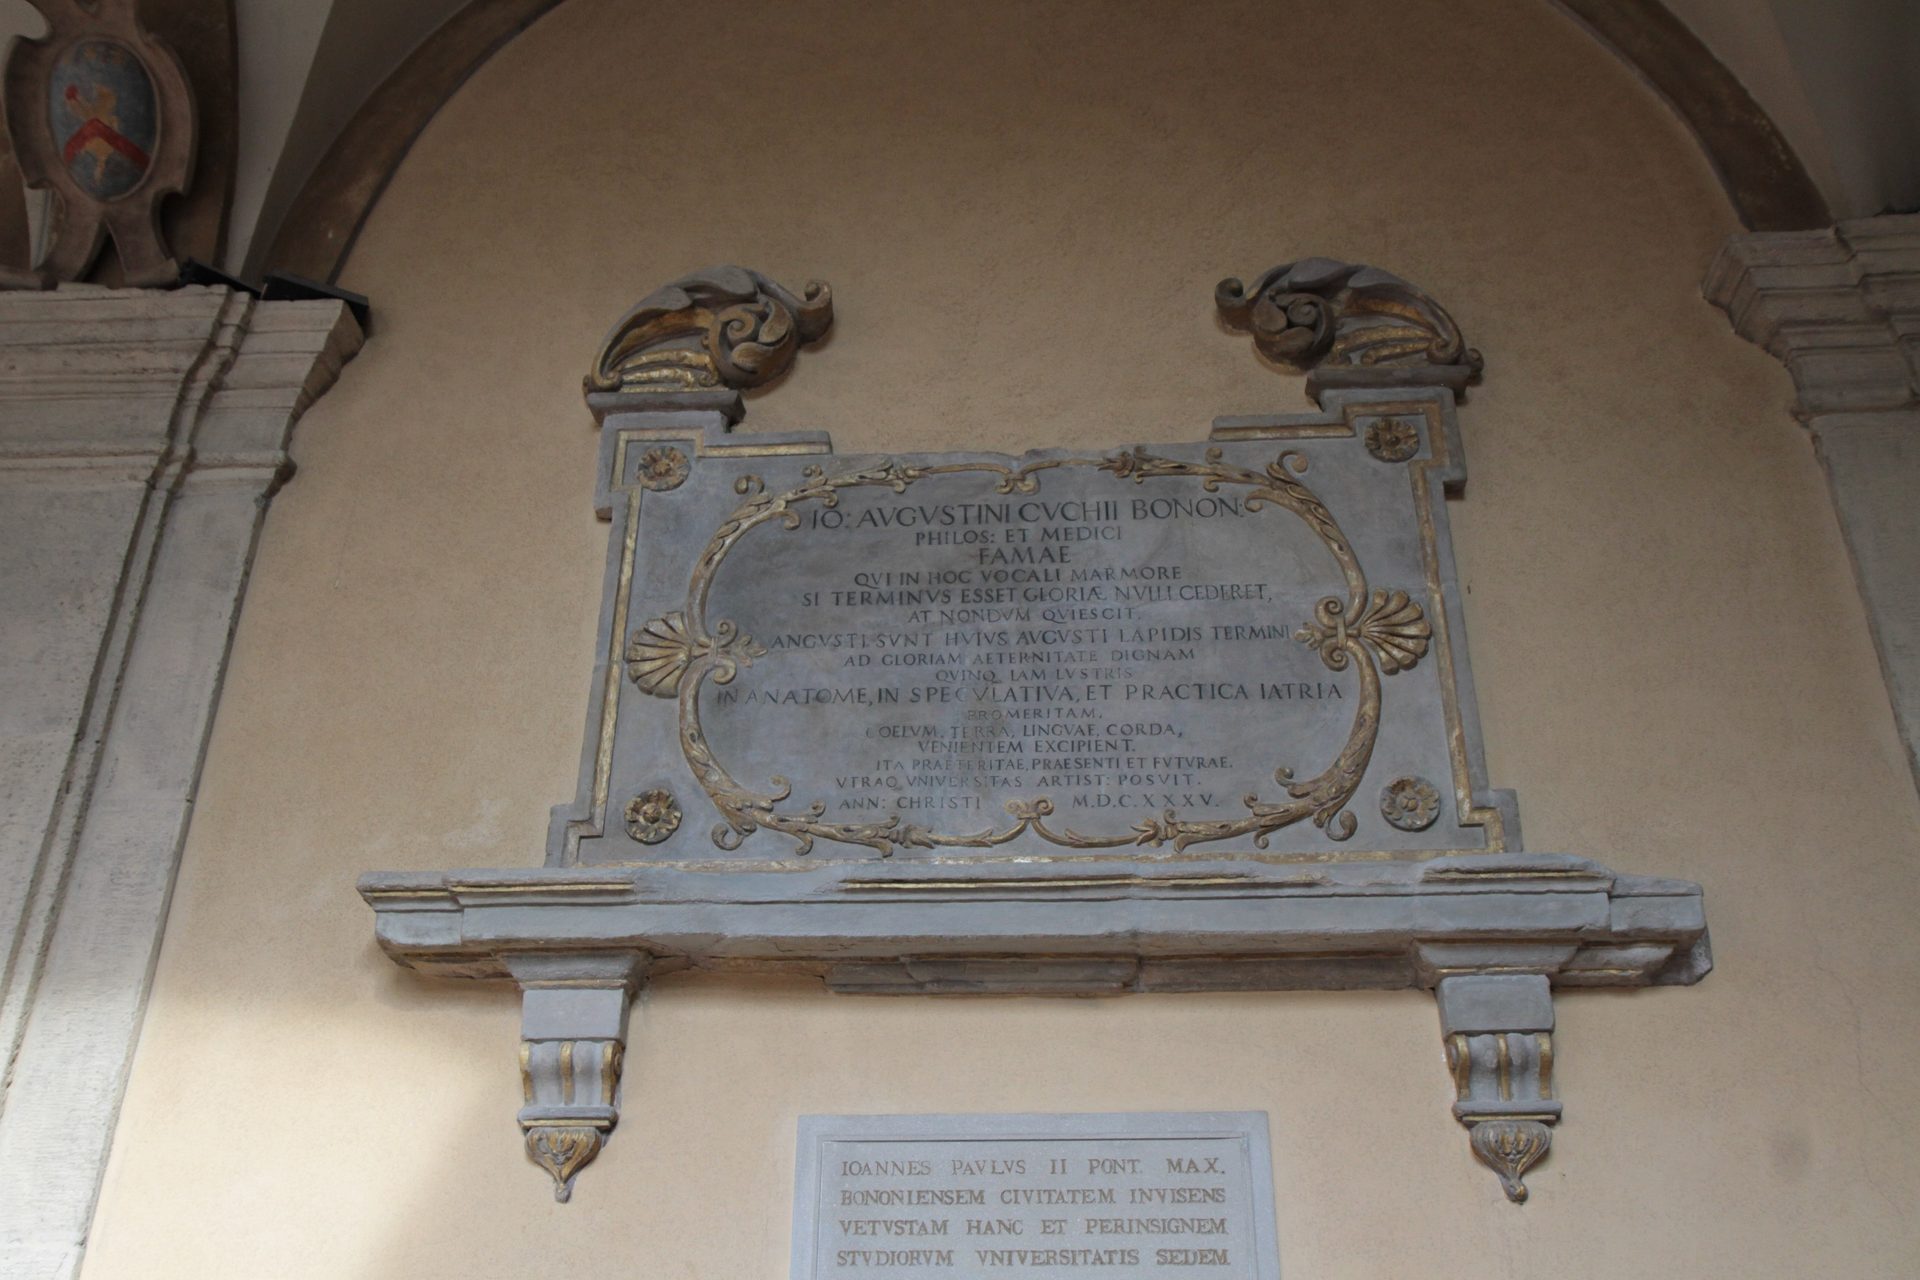 IO: AVGVSTINI CVCHII BONON:
PHILOS: ET MEDICI
FAMAE
QVI IN HOC VOCALI MARMORE
SI TERMINVS ESSET GLORIÆ NVLLI CEDERET,
AT NONDVM QVIESCIT.
ANGVSTI SVNT HVIVS AVGVSTI LAPIDIS TERMINI
AD GLORIAM AETERNITATE DIGNAM
QVINQ. IAM LVSTRIS
IN ANATOME, IN SPECVLATIVA, ET PRACTICA IATRIA
PROMERITAM,
COELVM, TERRA, LINGVAE, CORDA,
VENIENTEM EXCIPIENT.
ITA PRAETERITAE, PRAESENTI ET FVTVRAE.
VTRAQ VNIVERSITAS ARTIST: POSVIT.
ANN: CHRISTI M.D.C.XXXV.
IOANNES PAVLVS II PONT. MAX.
BONONIENSEM CIVITATEM INVISENS
VETVSTAM HANC ET PERINSIGNEM
STVDIORVM VNIVERSITATIS SEDEM